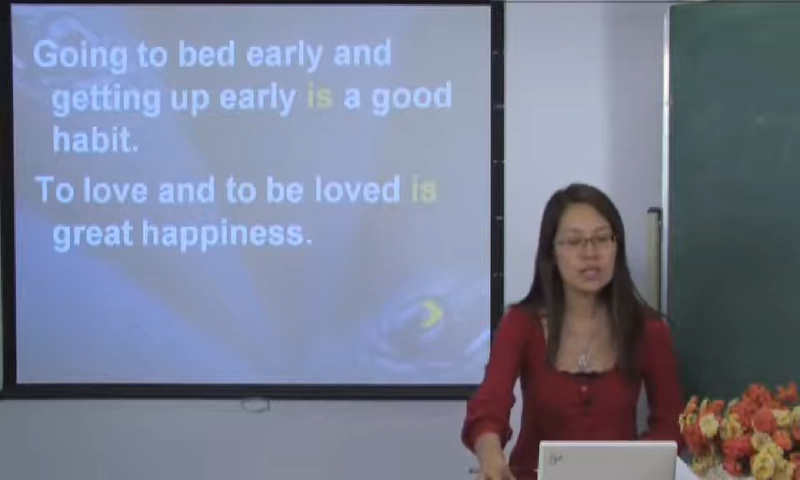 Going to bed early and
getting up early is a good
habit.
To love and to be loved is
great happiness.